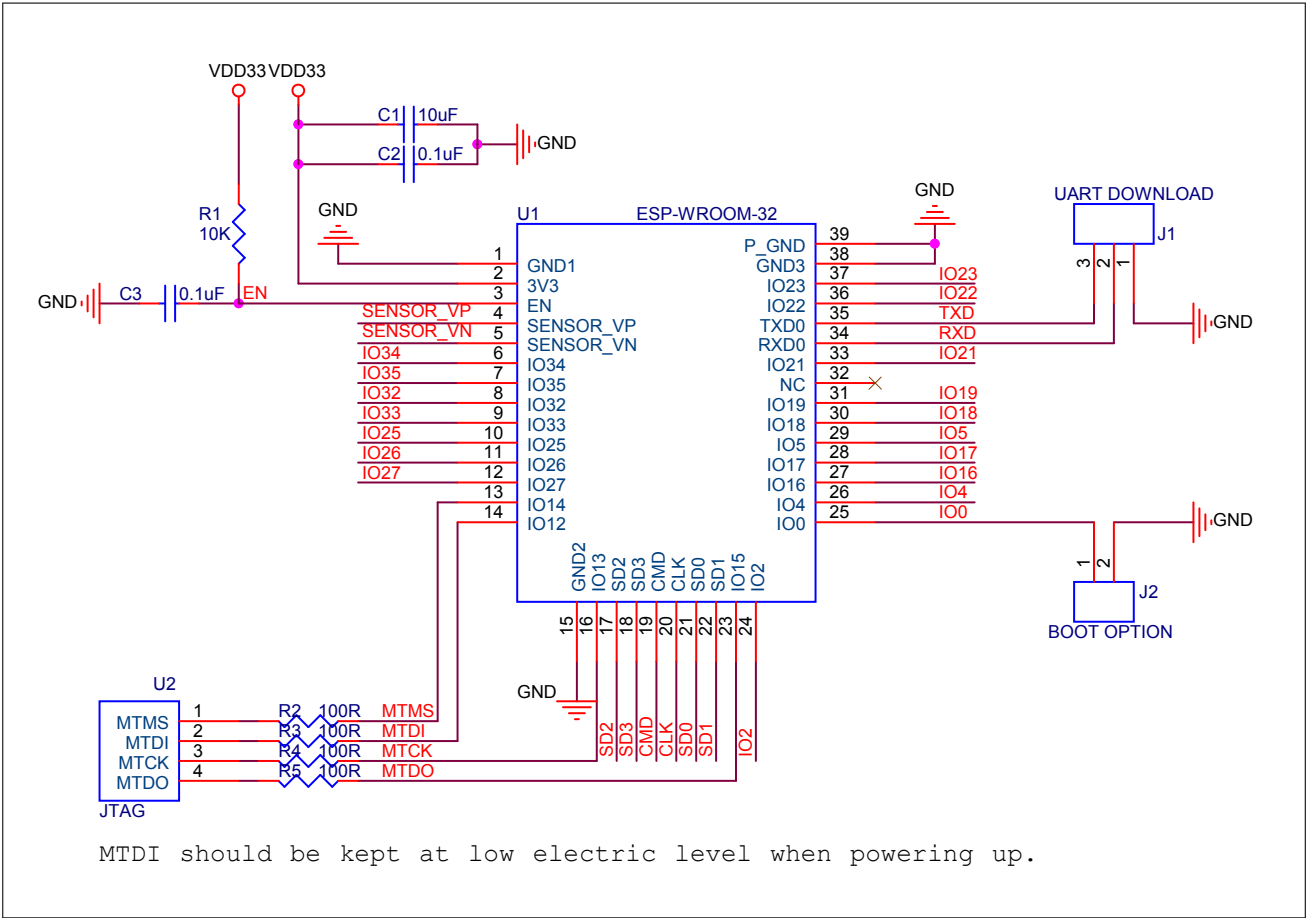 VDD33 VDD33
C1 10uF
GND
C2 0.1uF
R1
10K
GND
GND C3 0.1uF EN
U1 ESP-WROOM-32
1 GND1
2 3V3
3 EN
SENSOR_VP 4 SENSOR_VP
SENSOR_VN 5 SENSOR_VN
IO34 6 IO34
IO35 7 IO35
IO32 8 IO32
IO33 9 IO33
IO25 10 IO25
IO26 11 IO26
IO27 12 IO27
13 IO14
14 IO12
GND
P_GND 39
GND3 38
IO23 37 IO23
IO22 36 IO22
TXD0 35 TXD
RXD0 34 RXD
IO21 33 IO21
NC 32
IO19 31 IO19
IO18 30 IO18
IO5 29 IO5
IO17 28 IO17
IO16 27 IO16
IO4 26 IO4
IO0 25 IO0
UART DOWNLOAD
J1
3 2 1
GND
GND
1 2
J2
BOOT OPTION
GND2 IO13 SD2 SD3 CMD CLK SD0 SD1 IO15 IO2
15 16 17 18 19 20 21 22 23 24
GND
SD2 SD3 CMD CLK SD0 SD1 IO2
U2
MTMS 1 R2 100R MTMS
MTDI 2 R3 100R MTDI
MTCK 3 R4 100R MTCK
MTDO 4 R5 100R MTDO
JTAG
MTDI should be kept at low electric level when powering up.